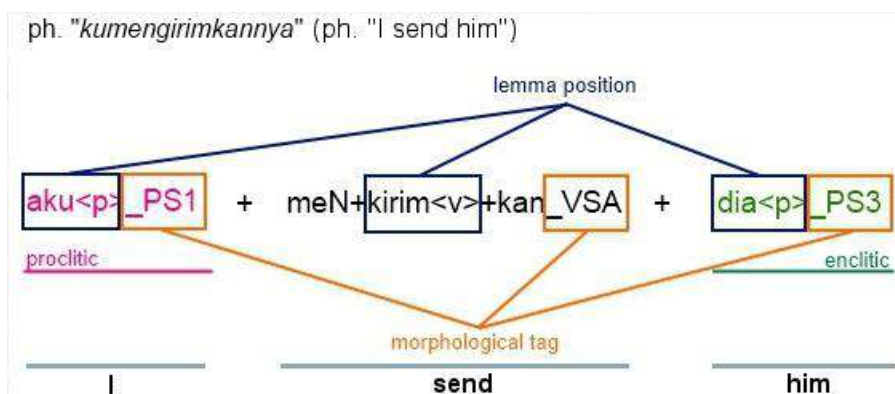 ph. "kumengirimkannya" (ph. "I send him")
lemma position
aku<p>_PS1 + meN+kirim<v>+kan_VSA + dia<p>_PS3
proclitic enclitic
morphological tag
I send him